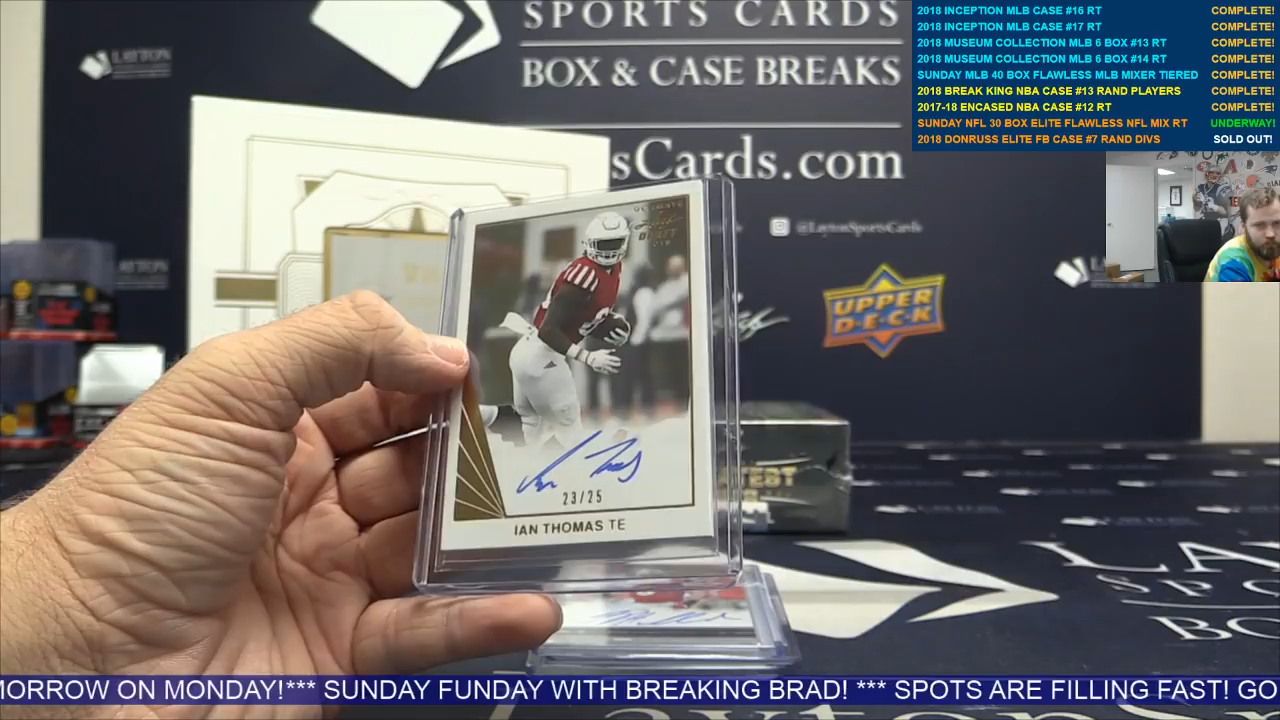 SPORTS CARDS
BOX & CASE BREAKS
sCards.com
@LaytonSportsCards
LAYTON
LAYTON
UPPER
D·E·C·K
2018 INCEPTION MLB CASE #16 RT COMPLETE!
2018 INCEPTION MLB CASE #17 RT COMPLETE!
2018 MUSEUM COLLECTION MLB 6 BOX #13 RT COMPLETE!
2018 MUSEUM COLLECTION MLB 6 BOX #14 RT COMPLETE!
SUNDAY MLB 40 BOX FLAWLESS MLB MIXER TIERED COMPLETE!
2018 BREAK KING NBA CASE #13 RAND PLAYERS COMPLETE!
2017-18 ENCASED NBA CASE #12 RT COMPLETE!
SUNDAY NFL 30 BOX ELITE FLAWLESS NFL MIX RT UNDERWAY!
2018 DONRUSS ELITE FB CASE #7 RAND DIVS SOLD OUT!
23/25
IAN THOMAS TE
LA
SPO
BO
MORROW ON MONDAY!*** SUNDAY FUNDAY WITH BREAKING BRAD! *** SPOTS ARE FILLING FAST! GO